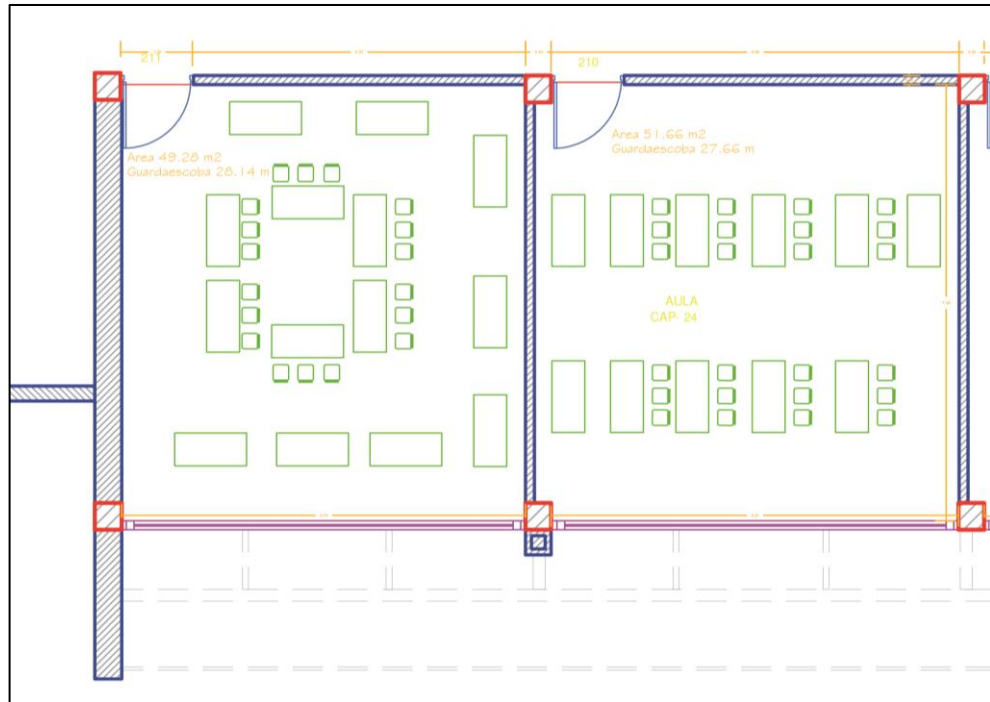 211
210
Area 49.28 m2
Guardaescoba 28.14 m
Area 51.66 m2
Guardaescoba 27.66 m
AULA
CAP- 24